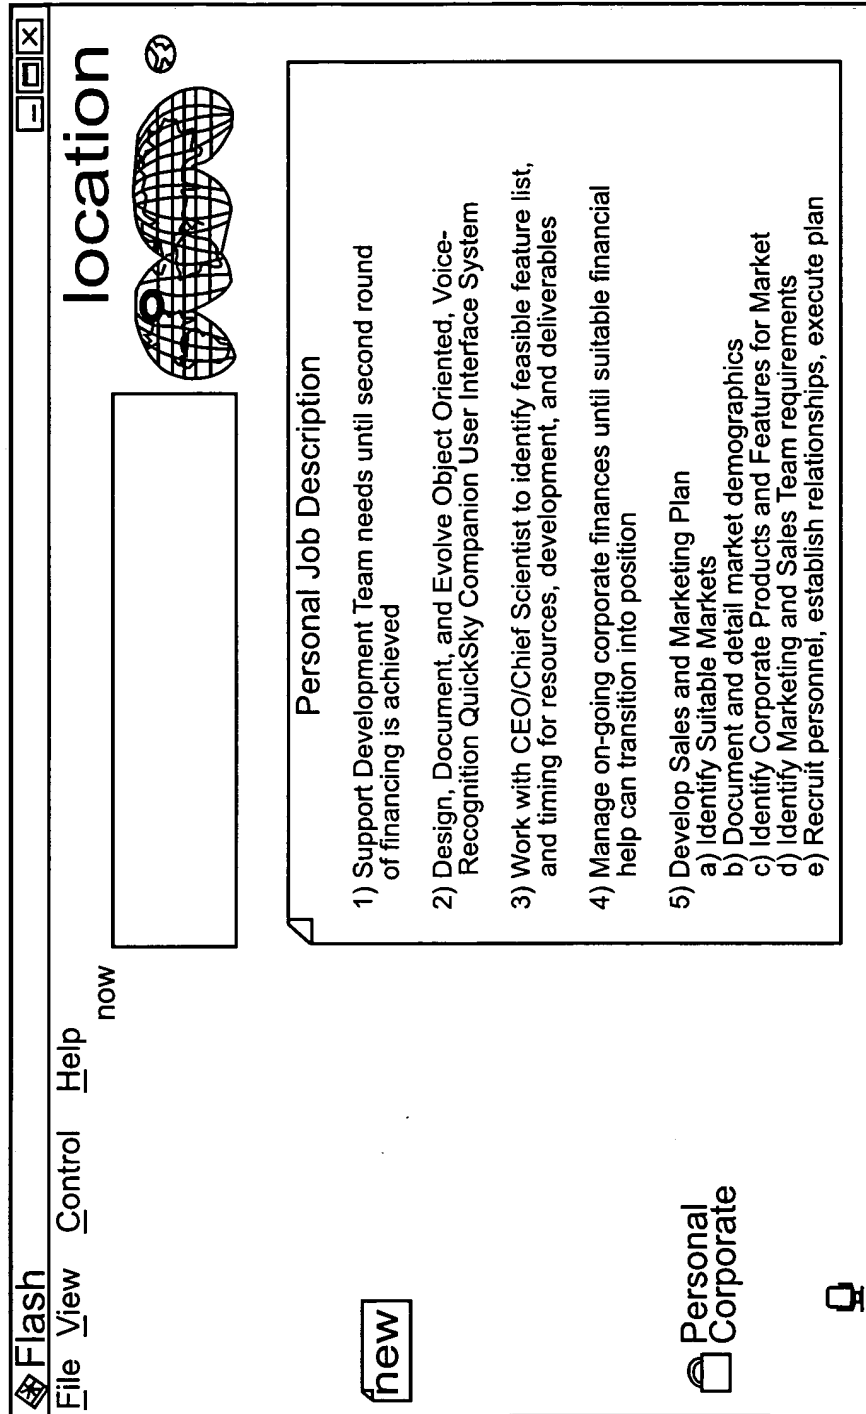 Flash
File View Control Help
now
location
new
Personal Job Description
1) Support Development Team needs until second round
of financing is achieved
2) Design, Document, and Evolve Object Oriented, Voice-
Recognition QuickSky Companion User Interface System
3) Work with CEO/Chief Scientist to identify feasible feature list,
and timing for resources, development, and deliverables
4) Manage on-going corporate finances until suitable financial
help can transition into position
5) Develop Sales and Marketing Plan
a) Identify Suitable Markets
b) Document and detail market demographics
c) Identify Corporate Products and Features for Market
d) Identify Marketing and Sales Team requirements
e) Recruit personnel, establish relationships, execute plan
Personal
Corporate